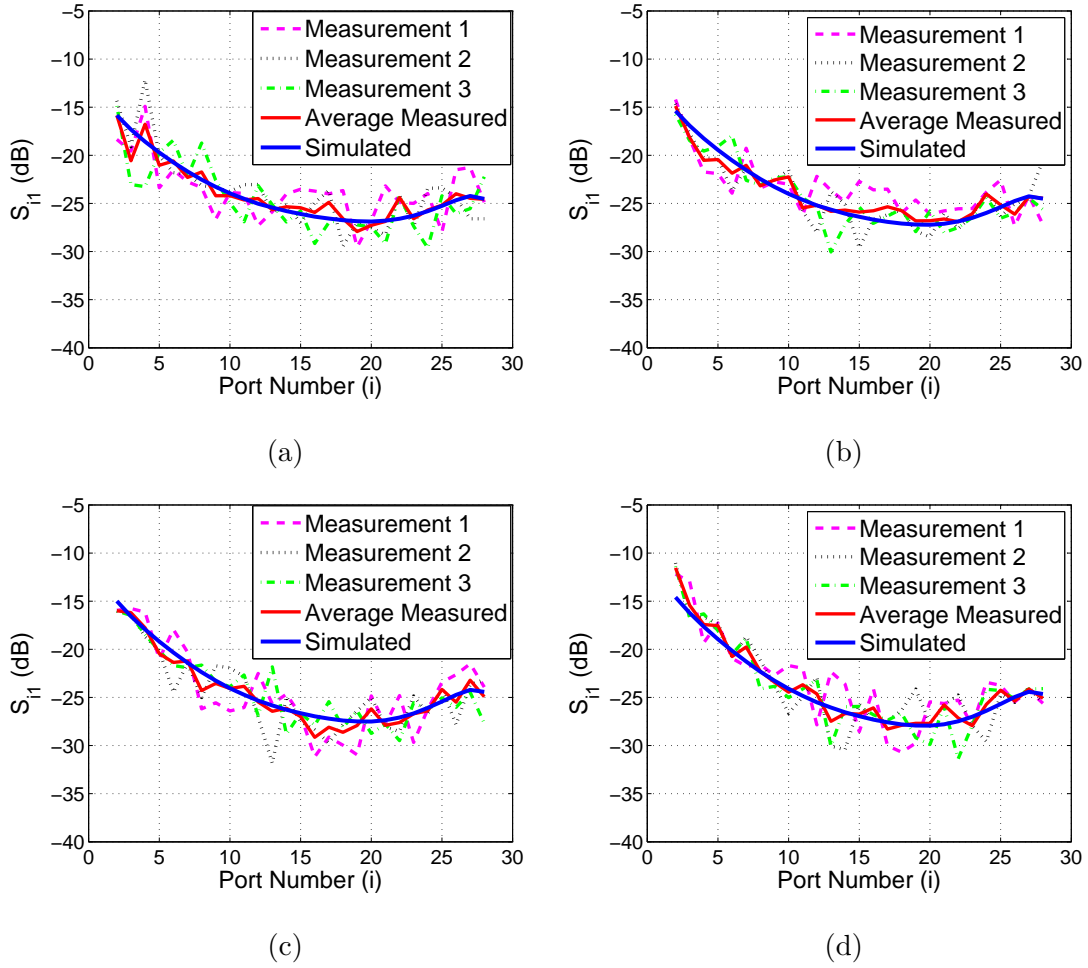 −5
−10
−15
−20
−25
−30
−35
−40
0 5 10 15 20 25 30
Port Number (i)
S_i1 (dB)
Measurement 1
Measurement 2
Measurement 3
Average Measured
Simulated
(a)
−5
−10
−15
−20
−25
−30
−35
−40
0 5 10 15 20 25 30
Port Number (i)
S_i1 (dB)
Measurement 1
Measurement 2
Measurement 3
Average Measured
Simulated
(b)
−5
−10
−15
−20
−25
−30
−35
−40
0 5 10 15 20 25 30
Port Number (i)
S_i1 (dB)
Measurement 1
Measurement 2
Measurement 3
Average Measured
Simulated
(c)
−5
−10
−15
−20
−25
−30
−35
−40
0 5 10 15 20 25 30
Port Number (i)
S_i1 (dB)
Measurement 1
Measurement 2
Measurement 3
Average Measured
Simulated
(d)